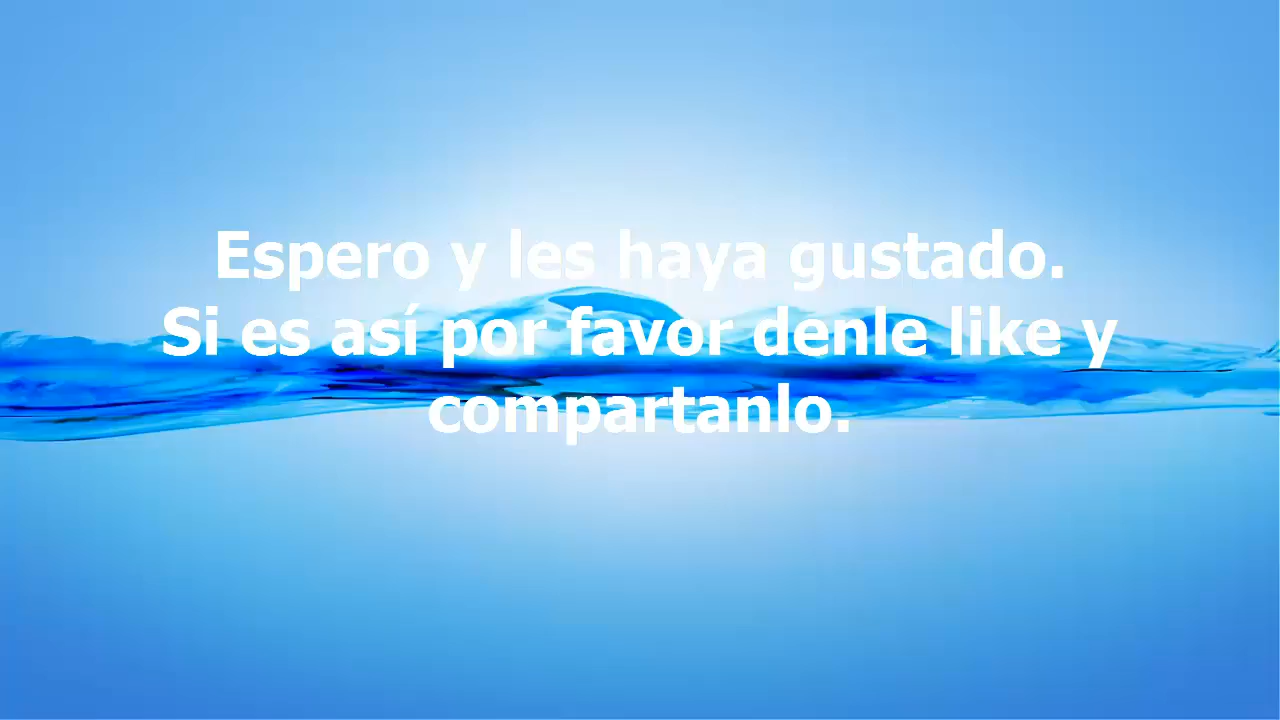 Espero y les haya gustado.
Si es así por favor denle like y
compartanlo.